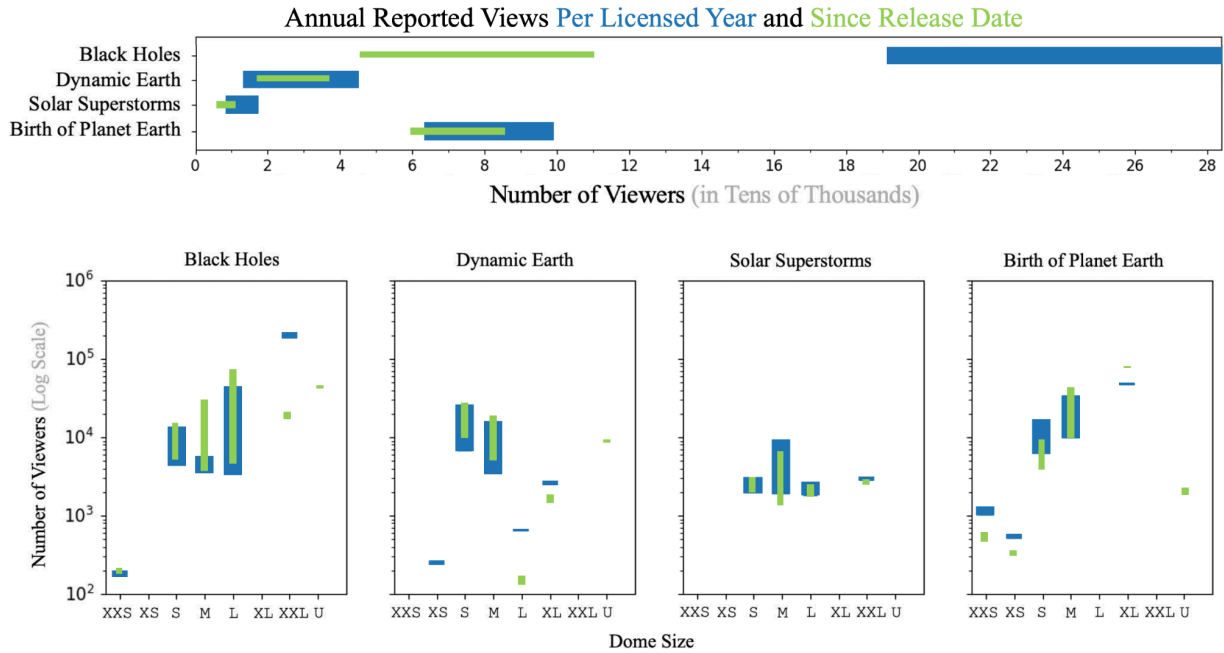 Annual Reported Views Per Licensed Year and Since Release Date
Black Holes
Dynamic Earth
Solar Superstorms
Birth of Planet Earth
0 2 4 6 8 10 12 14 16 18 20 22 24 26 28
Number of Viewers (in Tens of Thousands)
Black Holes Dynamic Earth Solar Superstorms Birth of Planet Earth
Number of Viewers (Log Scale)
10⁶
10⁵
10⁴
10³
10²
XXS XS S M L XL XXL U XXS XS S M L XL XXL U XXS XS S M L XL XXL U XXS XS S M L XL XXL U
Dome Size